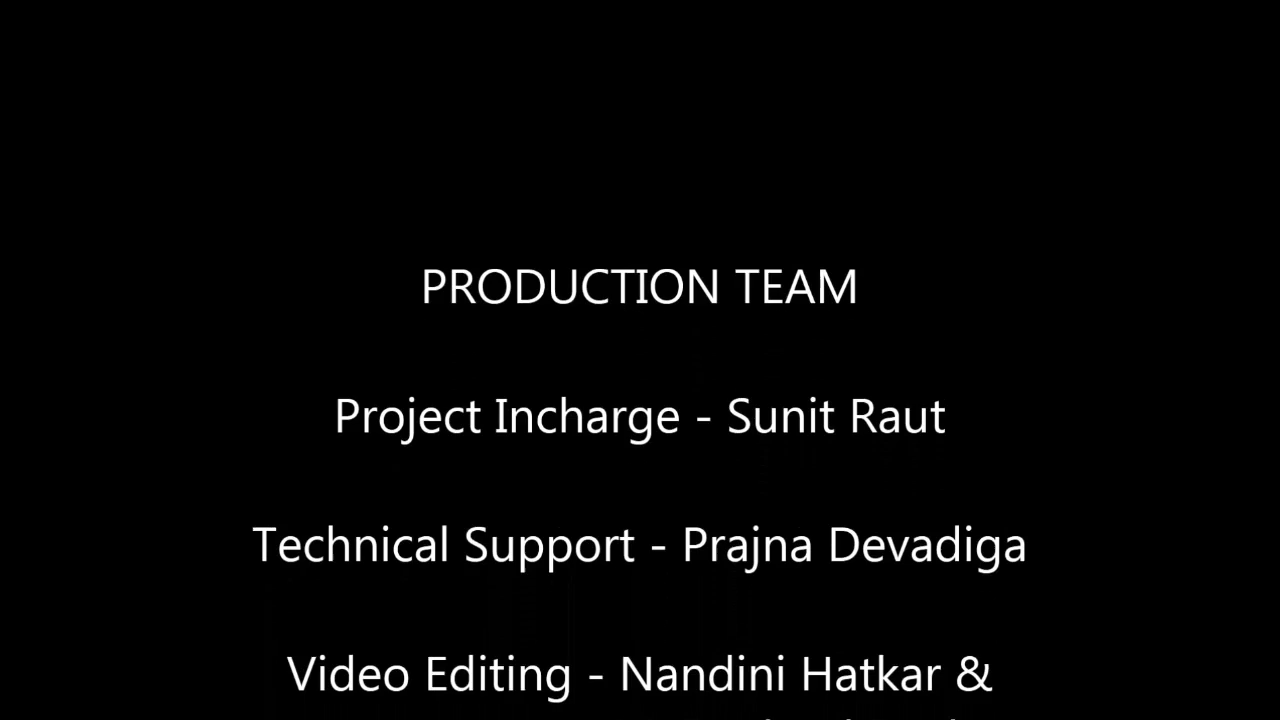 PRODUCTION TEAM
Project Incharge - Sunit Raut
Technical Support - Prajna Devadiga
Video Editing - Nandini Hatkar &